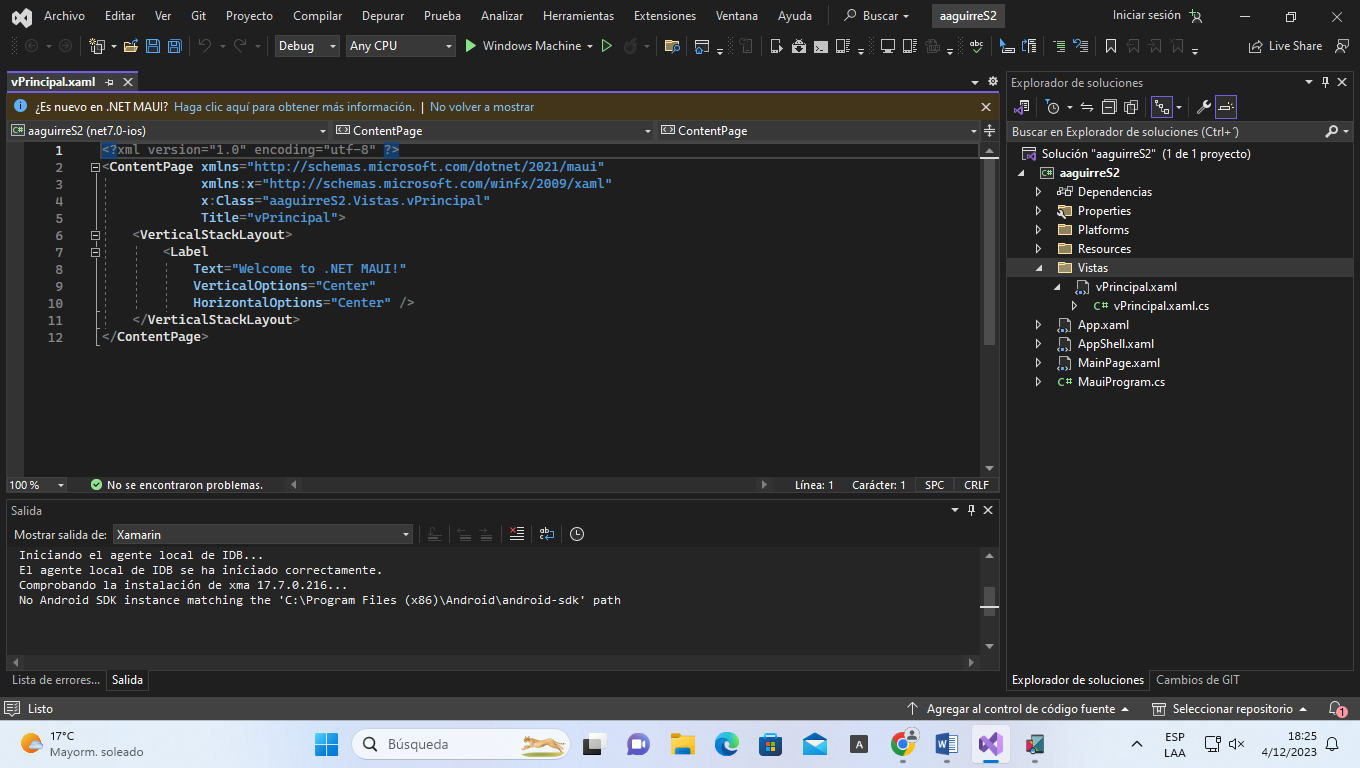 Archivo Editar Ver Git Proyecto Compilar Depurar Prueba Analizar Herramientas Extensiones Ventana Ayuda Buscar aaguirreS2 Iniciar sesión
Debug Any CPU Windows Machine Live Share
vPrincipal.xaml
¿Es nuevo en .NET MAUI? Haga clic aquí para obtener más información. | No volver a mostrar
aaguirreS2 (net7.0-ios) ContentPage ContentPage
1 <?xml version="1.0" encoding="utf-8" ?>
2 <ContentPage xmlns="http://schemas.microsoft.com/dotnet/2021/maui"
3 xmlns:x="http://schemas.microsoft.com/winfx/2009/xaml"
4 x:Class="aaguirreS2.Vistas.vPrincipal"
5 Title="vPrincipal">
6 <VerticalStackLayout>
7 <Label
8 Text="Welcome to .NET MAUI!"
9 VerticalOptions="Center"
10 HorizontalOptions="Center" />
11 </VerticalStackLayout>
12 </ContentPage>
100 % No se encontraron problemas. Línea: 1 Carácter: 1 SPC CRLF
Salida
Mostrar salida de: Xamarin
Iniciando el agente local de IDB...
El agente local de IDB se ha iniciado correctamente.
Comprobando la instalación de xma 17.7.0.216...
No Android SDK instance matching the 'C:\Program Files (x86)\Android\android-sdk' path
Lista de errores... Salida
Explorador de soluciones
Buscar en Explorador de soluciones (Ctrl+´)
Solución "aaguirreS2" (1 de 1 proyecto)
aaguirreS2
Dependencias
Properties
Platforms
Resources
Vistas
vPrincipal.xaml
C# vPrincipal.xaml.cs
App.xaml
AppShell.xaml
MainPage.xaml
C# MauiProgram.cs
Explorador de soluciones Cambios de GIT
Listo Agregar al control de código fuente Seleccionar repositorio 1
17°C
Mayorm. soleado
Búsqueda
ESP
LAA
18:25
4/12/2023